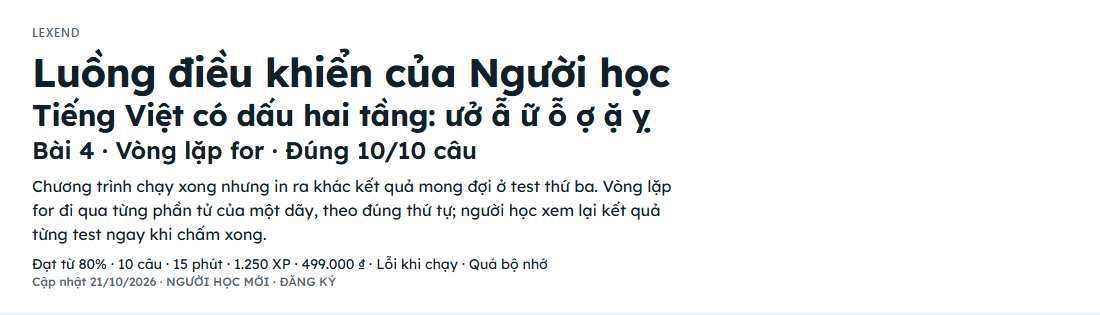 LEXEND
Luồng điều khiển của Người học
Tiếng Việt có dấu hai tầng: ưở ẫ ữ ỗ ợ ặ ỵ
Bài 4 · Vòng lặp for · Đúng 10/10 câu
Chương trình chạy xong nhưng in ra khác kết quả mong đợi ở test thứ ba. Vòng lặp
for đi qua từng phần tử của một dãy, theo đúng thứ tự; người học xem lại kết quả
từng test ngay khi chấm xong.
Đạt từ 80% · 10 câu · 15 phút · 1.250 XP · 499.000 ₫ · Lỗi khi chạy · Quá bộ nhớ
Cập nhật 21/10/2026 · NGƯỜI HỌC MỚI · ĐĂNG KÝ